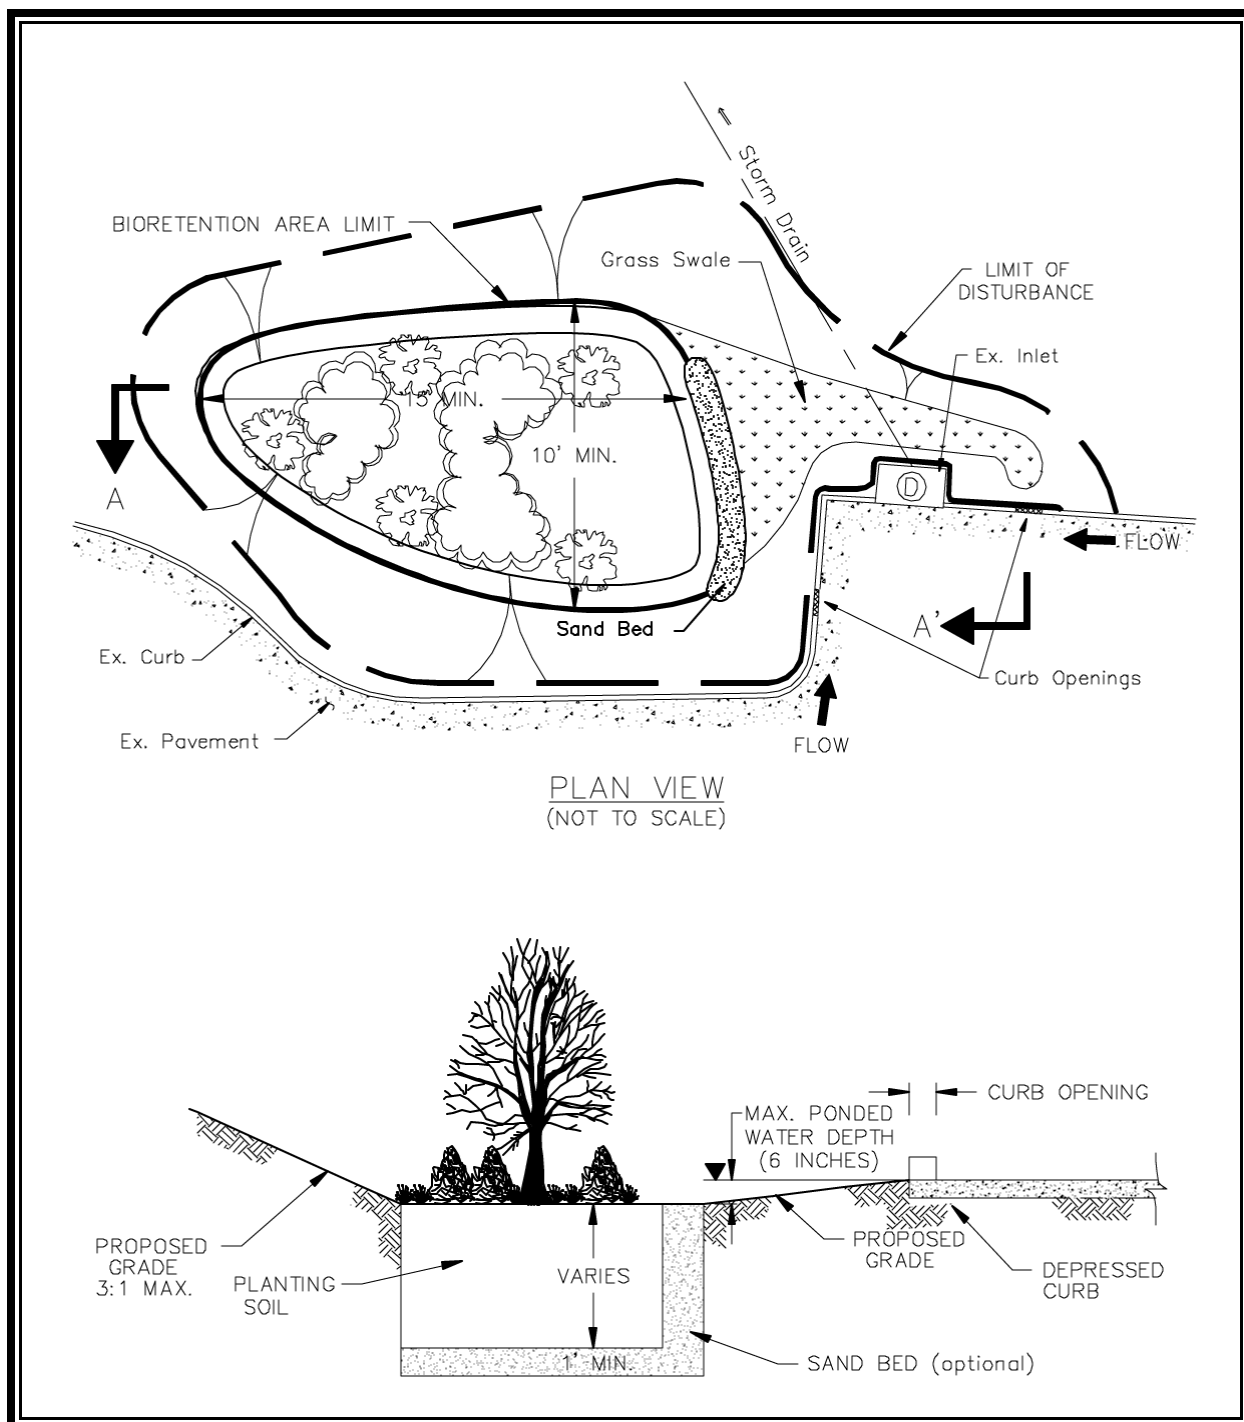 Storm Drain
BIORETENTION AREA LIMIT
Grass Swale
LIMIT OF
DISTURBANCE
Ex. Inlet
15' MIN.
10' MIN.
D
A
FLOW
A'
Sand Bed
Ex. Curb
Curb Openings
Ex. Pavement
FLOW
PLAN VIEW
(NOT TO SCALE)
CURB OPENING
MAX. PONDED
WATER DEPTH
(6 INCHES)
PROPOSED
GRADE
3:1 MAX.
PLANTING
SOIL
VARIES
PROPOSED
GRADE
DEPRESSED
CURB
1' MIN.
SAND BED (optional)